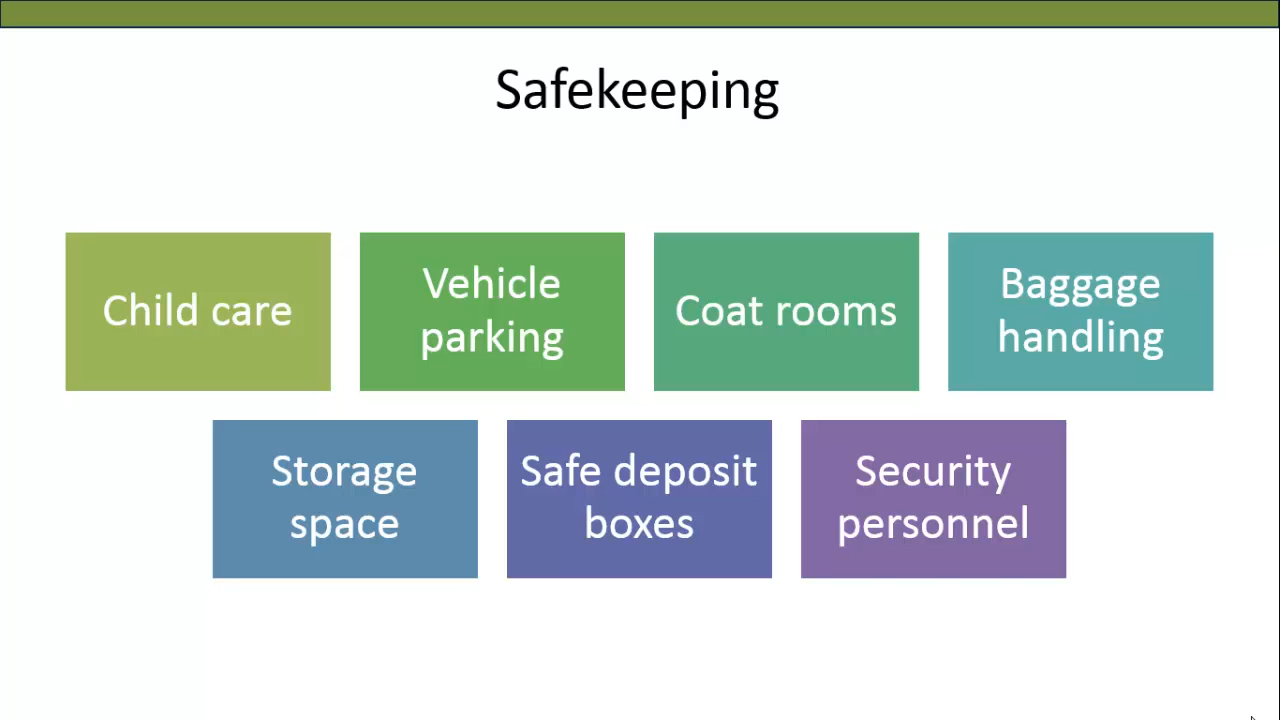 Safekeeping
Child care
Vehicle
parking
Coat rooms
Baggage
handling
Storage
space
Safe deposit
boxes
Security
personnel